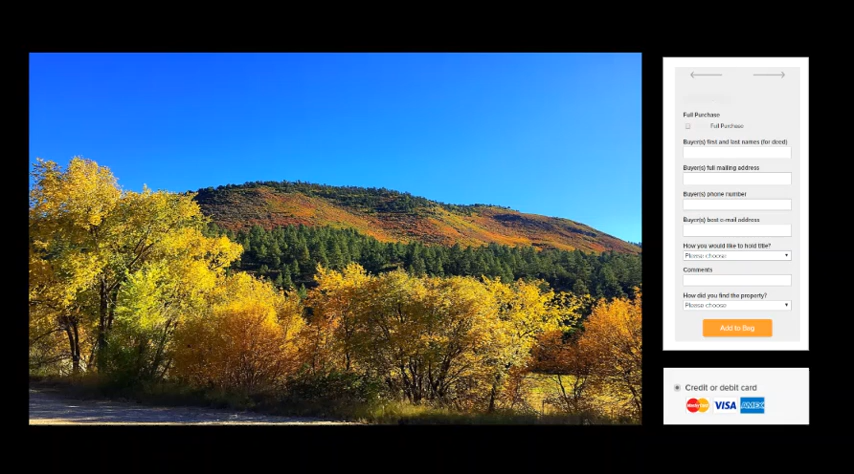 Full Purchase
Full Purchase
Buyer(s) first and last names (for deed)
Buyer(s) full mailing address
Buyer(s) phone number
Buyer(s) best e-mail address
How you would like to hold title?
Please choose
Comments
How did you find the property?
Please choose
Add to Bag
Credit or debit card
MasterCard VISA AMEX